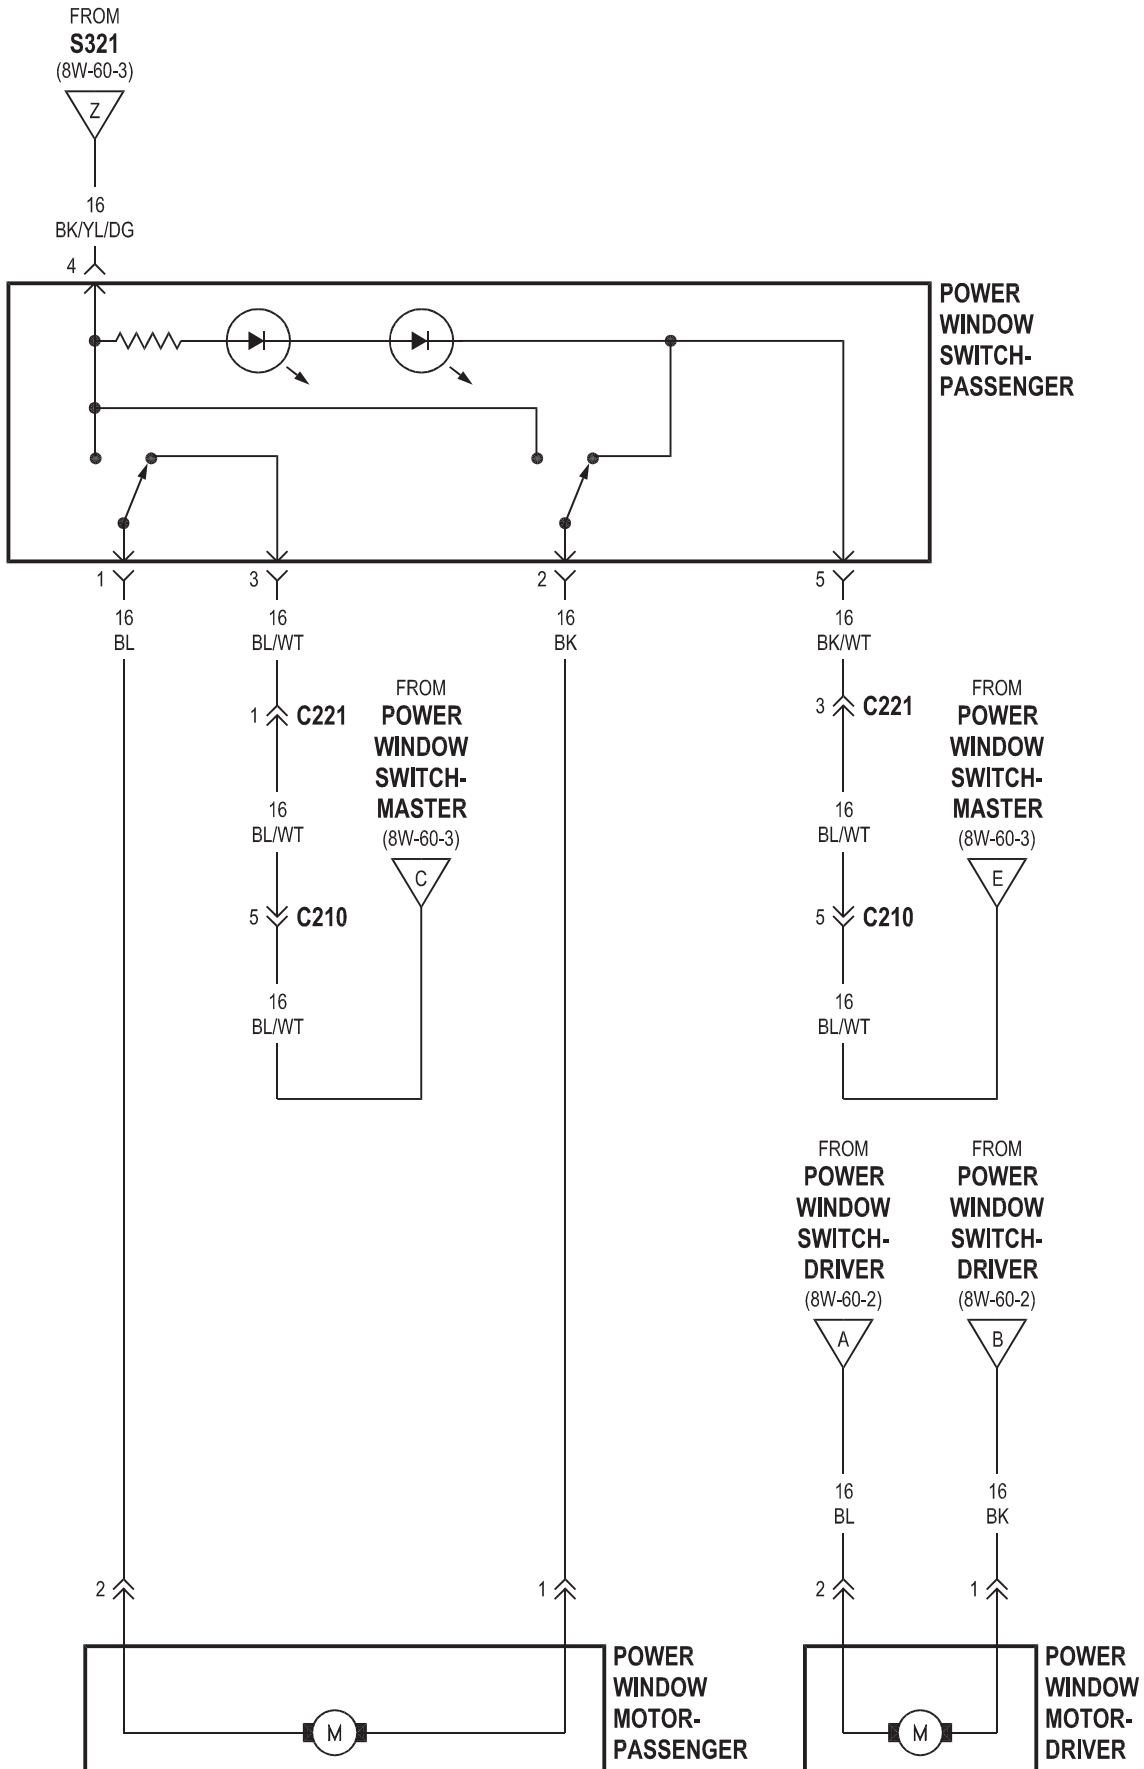 FROM
S321
(8W-60-3)
Z
16
BK/YL/DG
4
POWER
WINDOW
SWITCH-
PASSENGER
1
3
2
5
16
BL
16
BL/WT
16
BK
16
BK/WT
1
C221
FROM
POWER
WINDOW
SWITCH-
MASTER
(8W-60-3)
C
3
C221
FROM
POWER
WINDOW
SWITCH-
MASTER
(8W-60-3)
E
16
BL/WT
16
BL/WT
5
C210
5
C210
16
BL/WT
16
BL/WT
FROM
POWER
WINDOW
SWITCH-
DRIVER
(8W-60-2)
A
FROM
POWER
WINDOW
SWITCH-
DRIVER
(8W-60-2)
B
16
BL
16
BK
2
1
2
1
M
POWER
WINDOW
MOTOR-
PASSENGER
M
POWER
WINDOW
MOTOR-
DRIVER